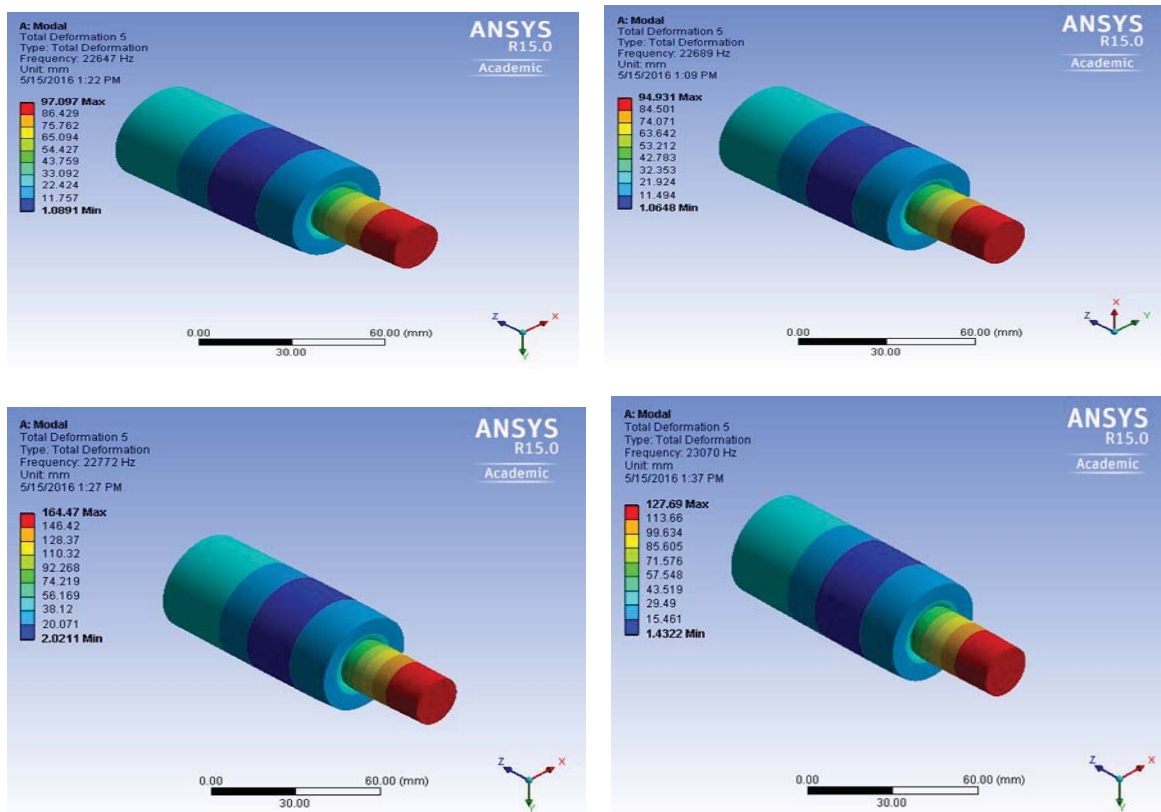 A: Modal
Total Deformation 5
Type: Total Deformation
Frequency: 22647 Hz
Unit: mm
5/15/2016 1:22 PM
97.097 Max
86.429
75.762
65.094
54.427
43.759
33.092
22.424
11.757
1.0891 Min
ANSYS
R15.0
Academic
0.00
60.00 (mm)
30.00
Z
X
Y
A: Modal
Total Deformation 5
Type: Total Deformation
Frequency: 22689 Hz
Unit: mm
5/15/2016 1:09 PM
94.931 Max
84.501
74.071
63.642
53.212
42.783
32.353
21.924
11.494
1.0648 Min
ANSYS
R15.0
Academic
0.00
60.00 (mm)
30.00
X
Z
Y
A: Modal
Total Deformation 5
Type: Total Deformation
Frequency: 22772 Hz
Unit: mm
5/15/2016 1:27 PM
164.47 Max
146.42
128.37
110.32
92.268
74.219
56.169
38.12
20.071
2.0211 Min
ANSYS
R15.0
Academic
0.00
60.00 (mm)
30.00
Z
X
Y
A: Modal
Total Deformation 5
Type: Total Deformation
Frequency: 23070 Hz
Unit: mm
5/15/2016 1:37 PM
127.69 Max
113.66
99.634
85.605
71.576
57.548
43.519
29.49
15.461
1.4322 Min
ANSYS
R15.0
Academic
0.00
60.00 (mm)
30.00
Z
X
Y